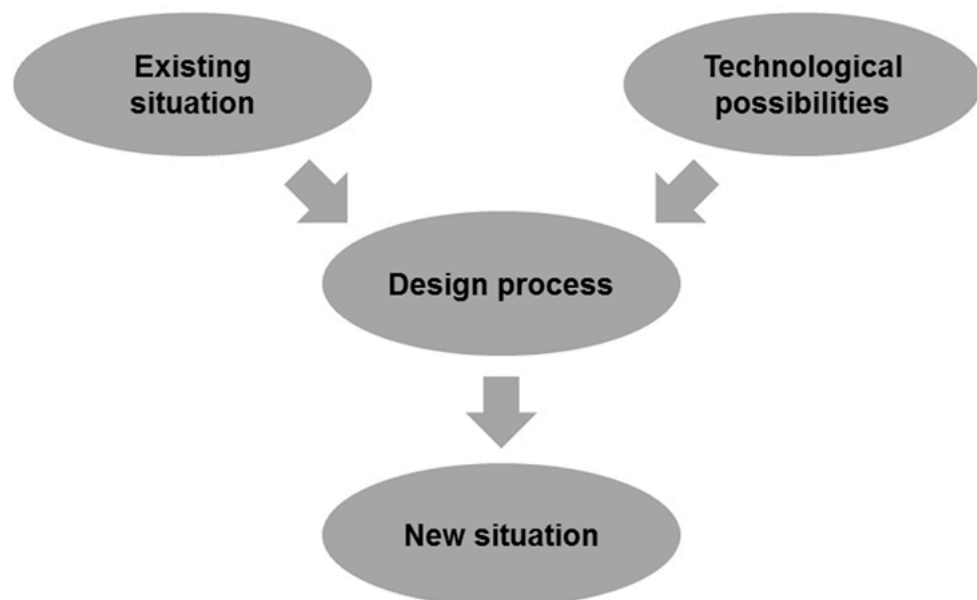 Existing
situation
Technological
possibilities
Design process
New situation